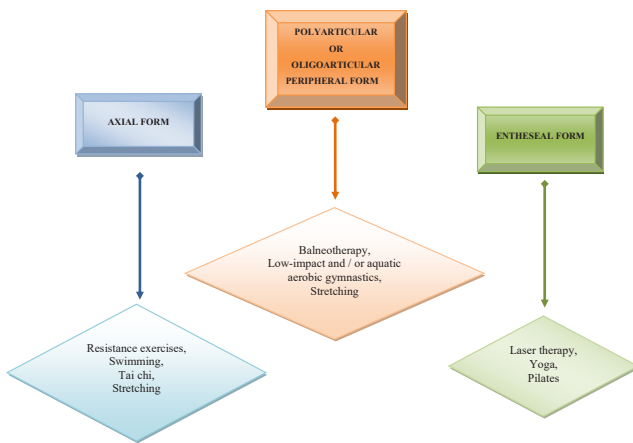 POLYARTICULAR
OR
OLIGOARTICULAR
PERIPHERAL FORM
AXIAL FORM
ENTHESEAL FORM
Balneotherapy,
Low-impact and / or aquatic
aerobic gymnastics,
Stretching
Resistance exercises,
Swimming,
Tai chi,
Stretching
Laser therapy,
Yoga,
Pilates